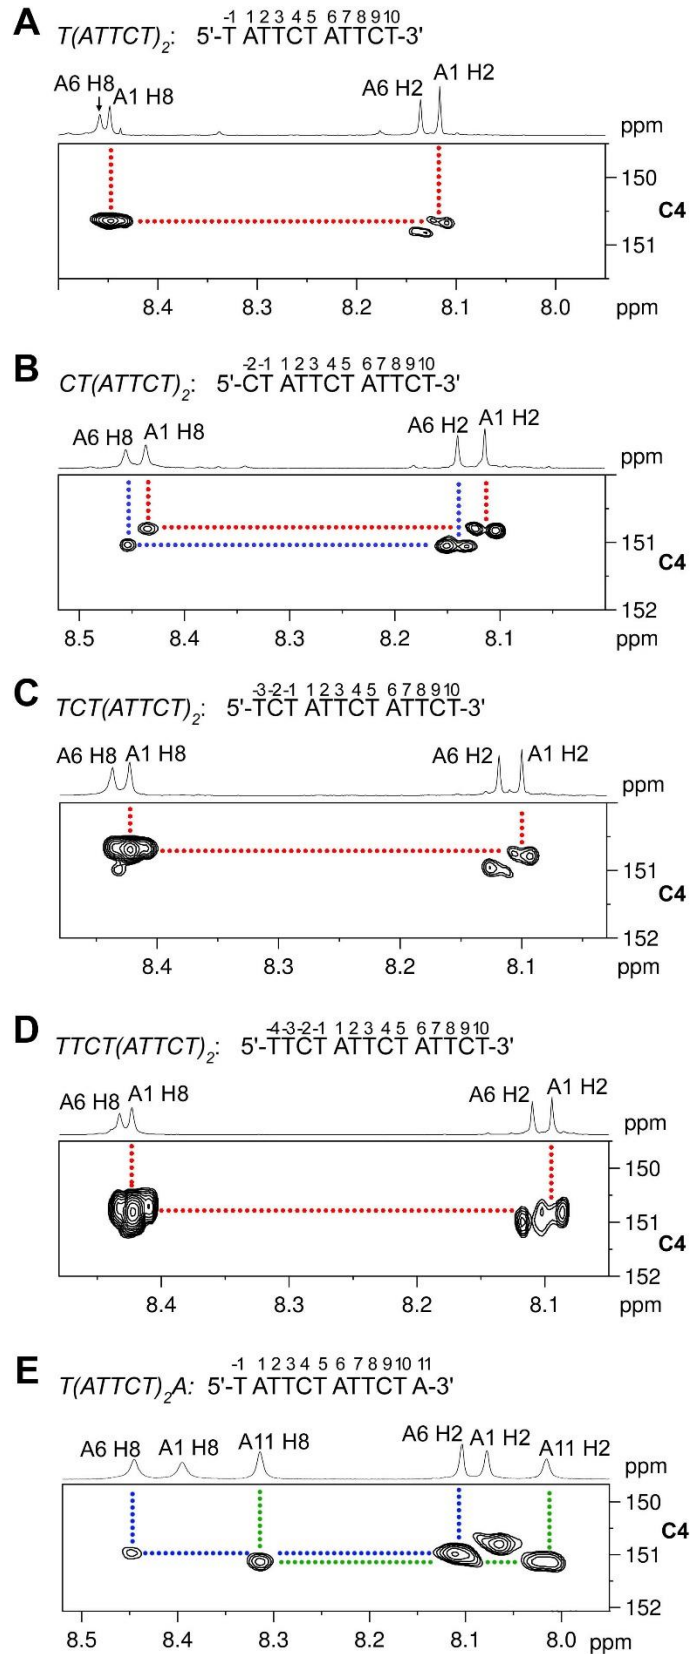 A
-1 1 2 3 4 5 6 7 8 9 10
T(ATTCT)2: 5'-T ATTCT ATTCT-3'
A6 H8 A1 H8 A6 H2 A1 H2
ppm
150
C4
151
8.4 8.3 8.2 8.1 8.0 ppm
B
-2-1 1 2 3 4 5 6 7 8 9 10
CT(ATTCT)2: 5'-CT ATTCT ATTCT-3'
A6 H8 A1 H8 A6 H2 A1 H2
ppm
151
C4
152
8.5 8.4 8.3 8.2 8.1 ppm
C
-3-2-1 1 2 3 4 5 6 7 8 9 10
TCT(ATTCT)2: 5'-TCT ATTCT ATTCT-3'
A6 H8 A1 H8 A6 H2 A1 H2
ppm
151
C4
152
8.4 8.3 8.2 8.1 ppm
D
-4-3-2-1 1 2 3 4 5 6 7 8 9 10
TTCT(ATTCT)2: 5'-TTCT ATTCT ATTCT-3'
A6 H8 A1 H8 A6 H2 A1 H2
ppm
150
151
C4
152
8.4 8.3 8.2 8.1 ppm
E
-1 1 2 3 4 5 6 7 8 9 10 11
T(ATTCT)2A: 5'-T ATTCT ATTCT A-3'
A6 H8 A1 H8 A11 H8 A6 H2 A1 H2 A11 H2
ppm
150
C4
151
152
8.5 8.4 8.3 8.2 8.1 8.0 ppm